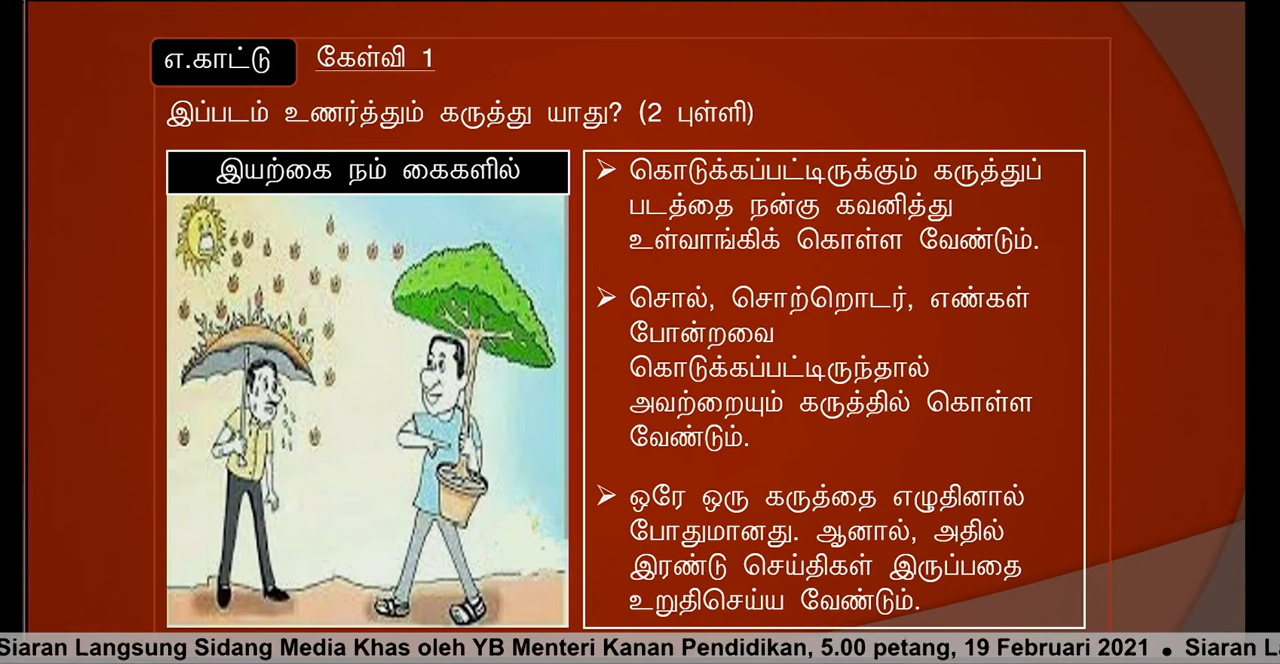 எ.காட்டு
கேள்வி 1
இப்படம் உணர்த்தும் கருத்து யாது? (2 புள்ளி)
இயற்கை நம் கைகளில்
கொடுக்கப்பட்டிருக்கும் கருத்துப்
படத்தை நன்கு கவனித்து
உள்வாங்கிக் கொள்ள வேண்டும்.
சொல், சொற்றொடர், எண்கள்
போன்றவை
கொடுக்கப்பட்டிருந்தால்
அவற்றையும் கருத்தில் கொள்ள
வேண்டும்.
ஒரே ஒரு கருத்தை எழுதினால்
போதுமானது. ஆனால், அதில்
இரண்டு செய்திகள் இருப்பதை
உறுதிசெய்ய வேண்டும்.
Siaran Langsung Sidang Media Khas oleh YB Menteri Kanan Pendidikan, 5.00 petang, 19 Februari 2021 • Siaran L